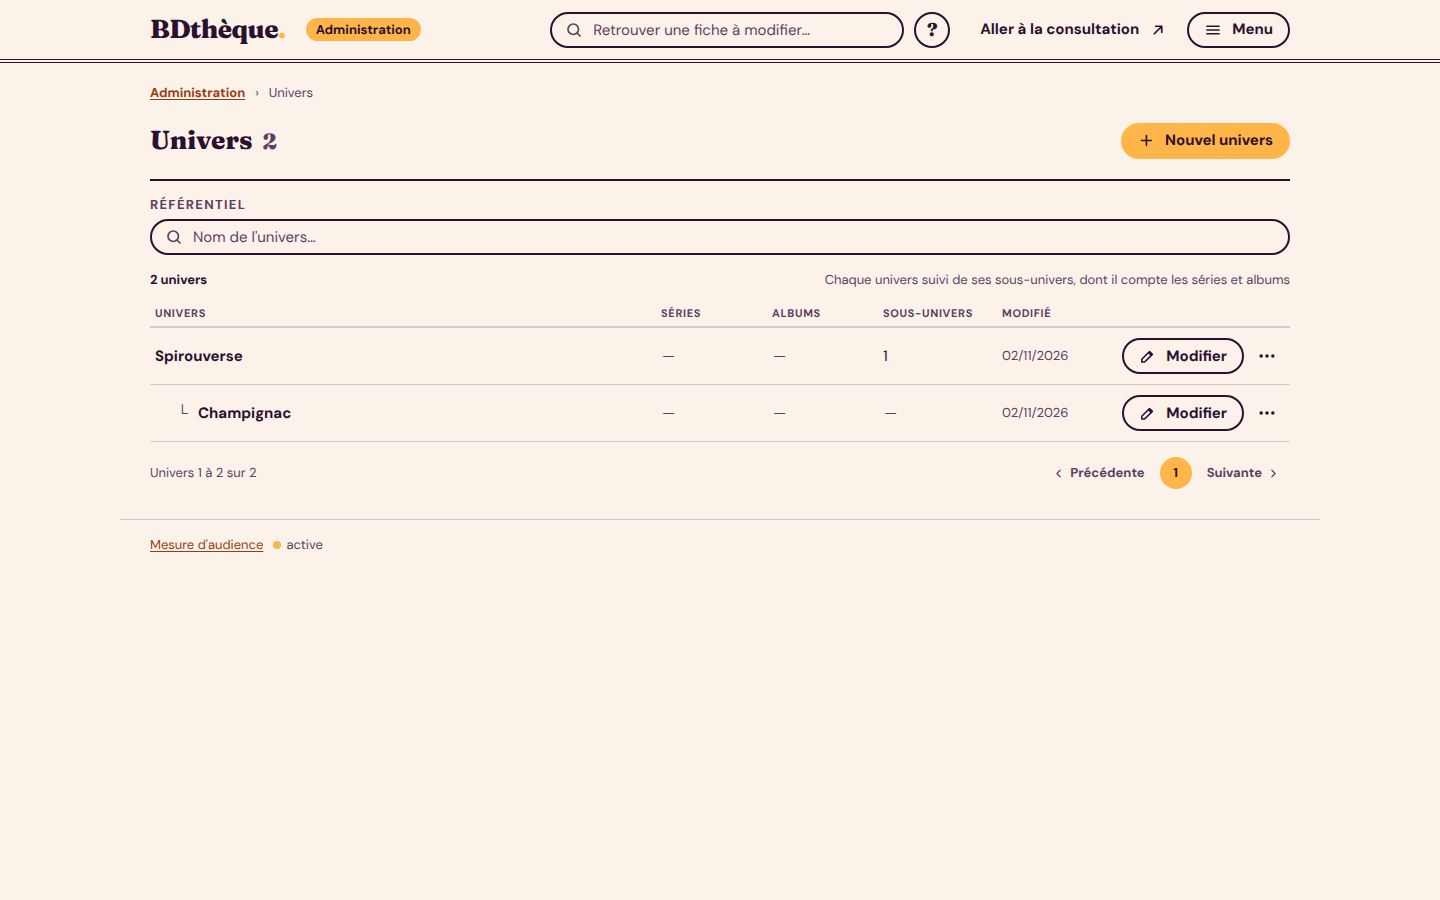 BDthèque. Administration Retrouver une fiche à modifier... ? Aller à la consultation Menu
Administration › Univers
Univers 2 Nouvel univers
RÉFÉRENTIEL
Nom de l'univers...
2 univers Chaque univers suivi de ses sous-univers, dont il compte les séries et albums
UNIVERS SÉRIES ALBUMS SOUS-UNIVERS MODIFIÉ
Spirouverse — — 1 02/11/2026 Modifier
└ Champignac — — — 02/11/2026 Modifier
Univers 1 à 2 sur 2 Précédente 1 Suivante
Mesure d'audience active